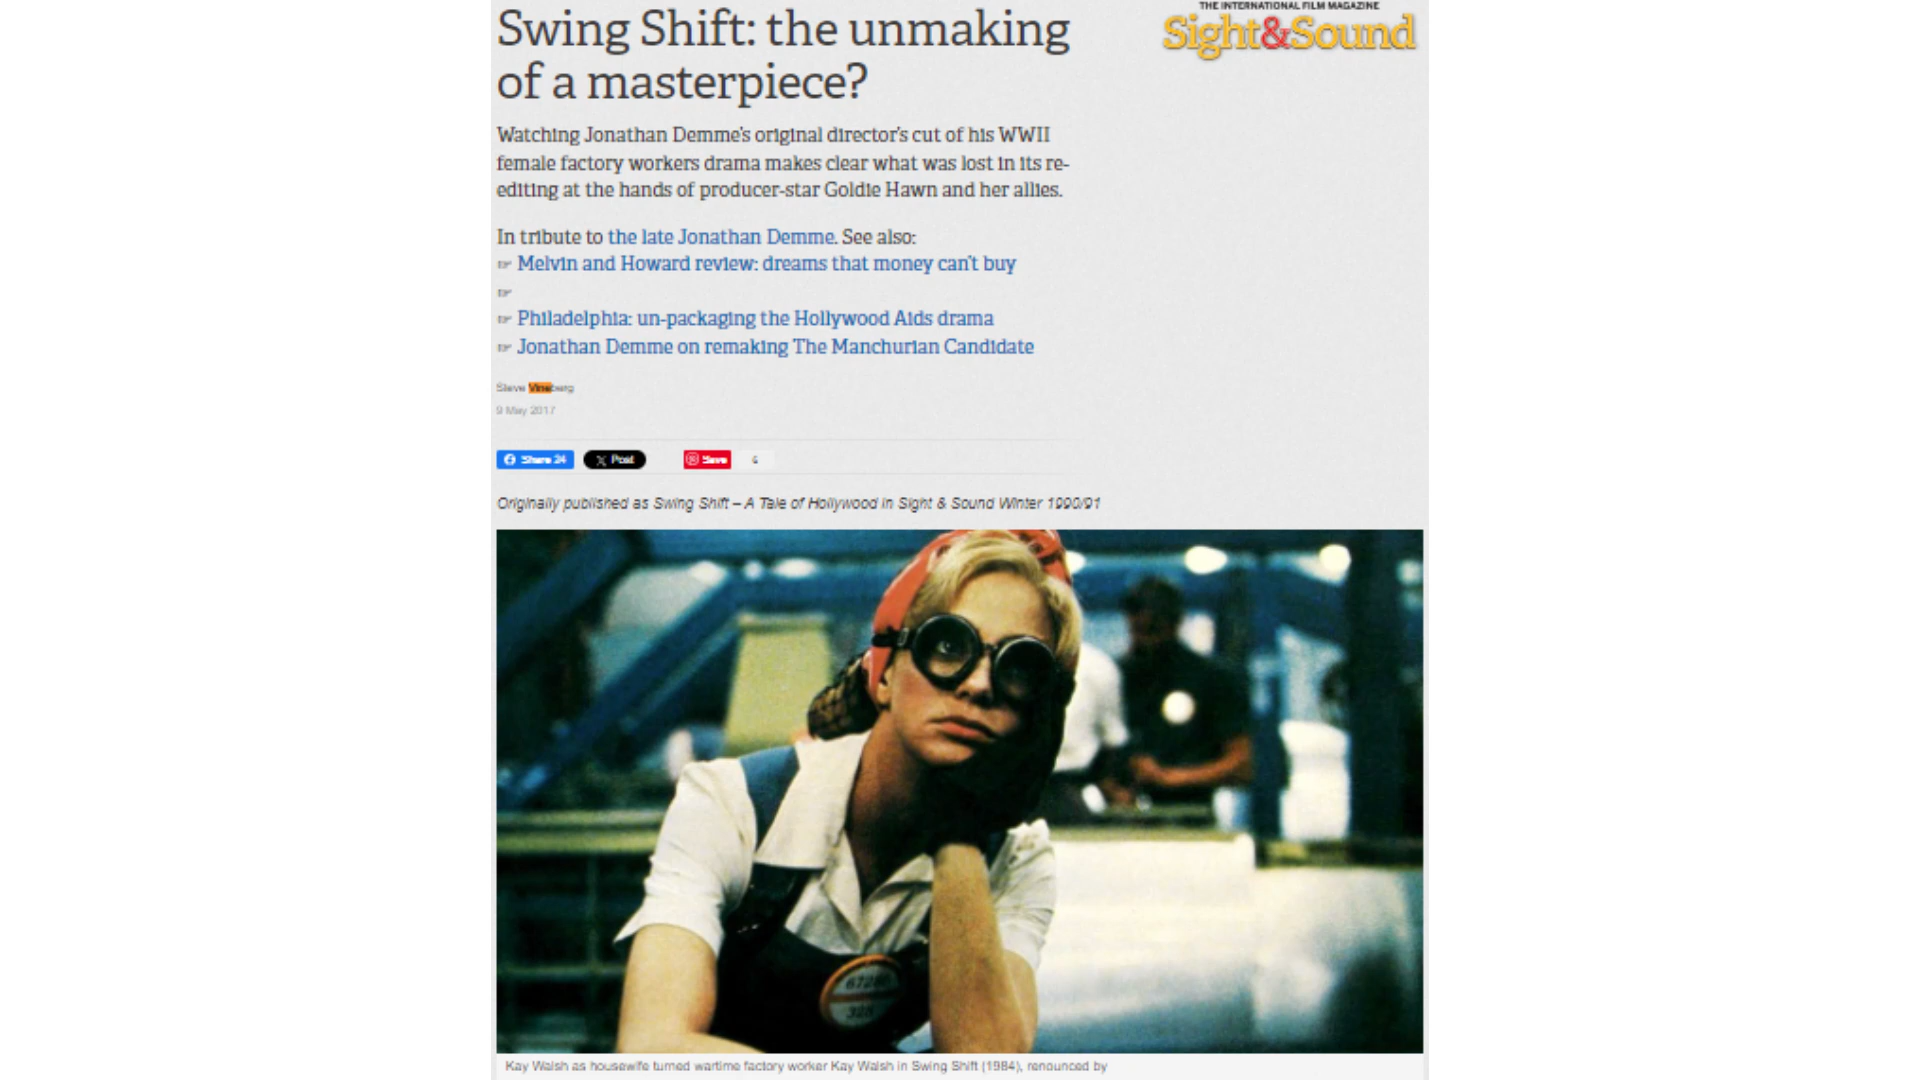 THE INTERNATIONAL FILM MAGAZINE
Sight&Sound
Swing Shift: the unmaking
of a masterpiece?
Watching Jonathan Demme's original director's cut of his WWII
female factory workers drama makes clear what was lost in its re-
editing at the hands of producer-star Goldie Hawn and her allies.
In tribute to the late Jonathan Demme. See also:
☞ Melvin and Howard review: dreams that money can't buy
☞
☞ Philadelphia: un-packaging the Hollywood Aids drama
☞ Jonathan Demme on remaking The Manchurian Candidate
Steve Vineberg
9 May 2017
Share 24
Post
Save
6
Originally published as Swing Shift – A Tale of Hollywood in Sight & Sound Winter 1990/91
328
Kay Walsh as housewife turned wartime factory worker Kay Walsh in Swing Shift (1984), renounced by